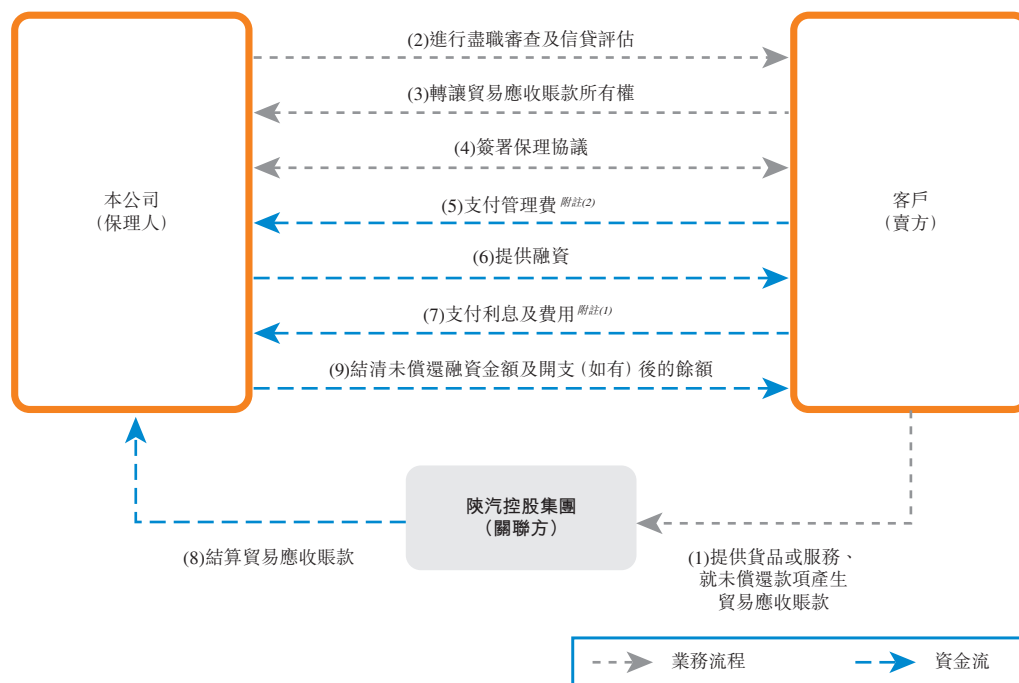 (2)進行盡職審查及信貸評估
(3)轉讓貿易應收賬款所有權
(4)簽署保理協議
本公司
（保理人）
客戶
（賣方）
(5)支付管理費附註(2)
(6)提供融資
(7)支付利息及費用附註(1)
(9)結清未償還融資金額及開支（如有）後的餘額
陝汽控股集團
（關聯方）
(8)結算貿易應收賬款
(1)提供貨品或服務、
就未償還款項產生
貿易應收賬款
業務流程
資金流